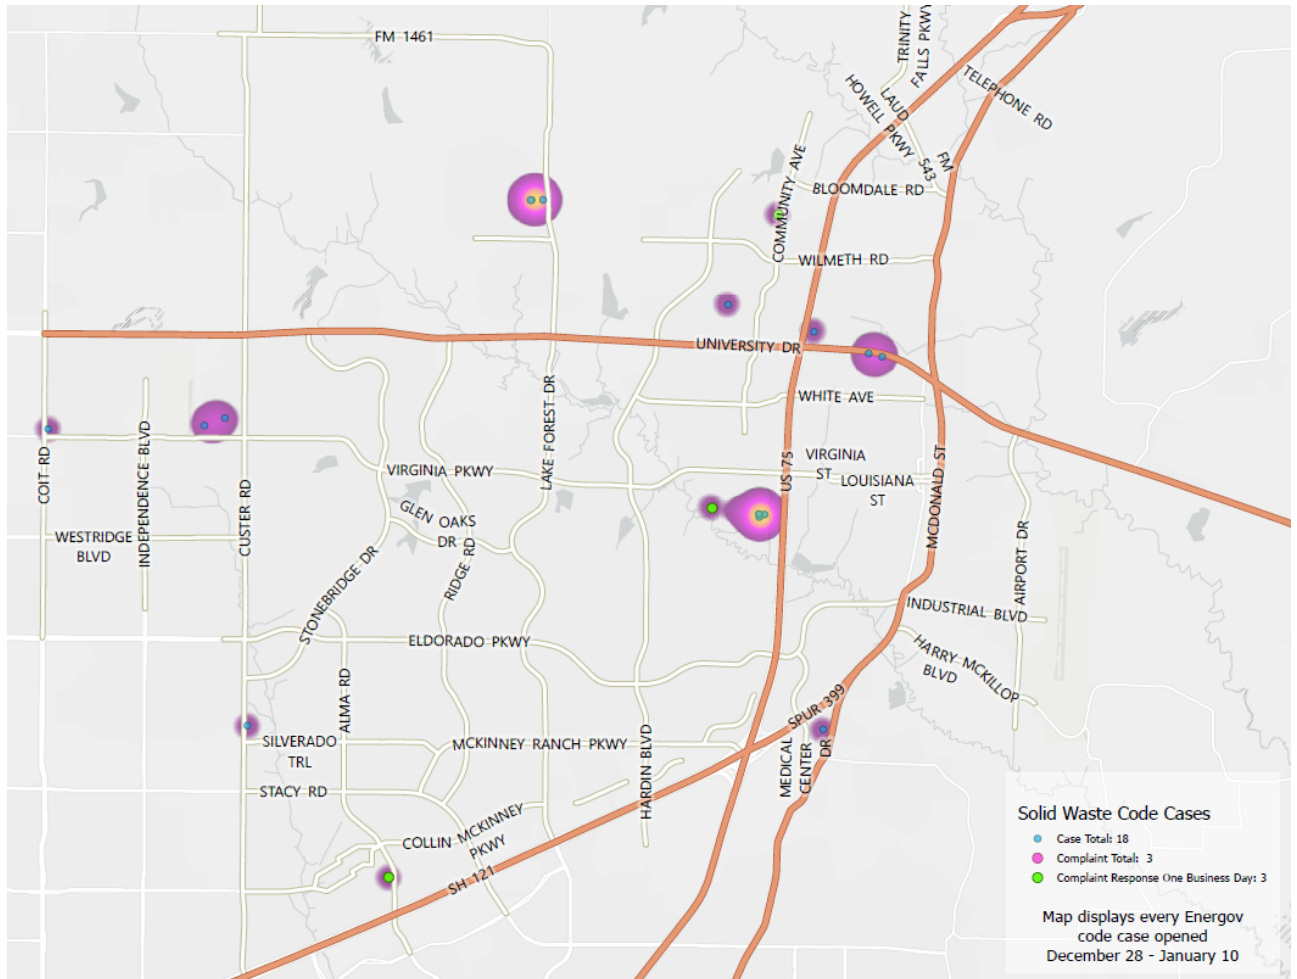 FM 1461
TRINITY
FALLS PKWY
TELEPHONE RD
LAUD
HOWELL PKWY
543
FM
COMMUNITY AVE
BLOOMDALE RD
WILMETH RD
UNIVERSITY DR
WHITE AVE
LAKE FOREST DR
COIT RD
INDEPENDENCE BLVD
CUSTER RD
VIRGINIA PKWY
US 75
VIRGINIA
ST
LOUISIANA
ST
MCDONALD ST
GLEN OAKS
DR
WESTRIDGE
BLVD
STONEBRIDGE DR
RIDGE RD
AIRPORT DR
INDUSTRIAL BLVD
ELDORADO PKWY
HARRY MCKILLOP
BLVD
ALMA RD
SPUR 399
SILVERADO
TRL
MCKINNEY RANCH PKWY
HARDIN BLVD
MEDICAL
CENTER
DR
STACY RD
COLLIN MCKINNEY
PKWY
SH 121
Solid Waste Code Cases
Case Total: 18
Complaint Total: 3
Complaint Response One Business Day: 3
Map displays every Energov
code case opened
December 28 - January 10